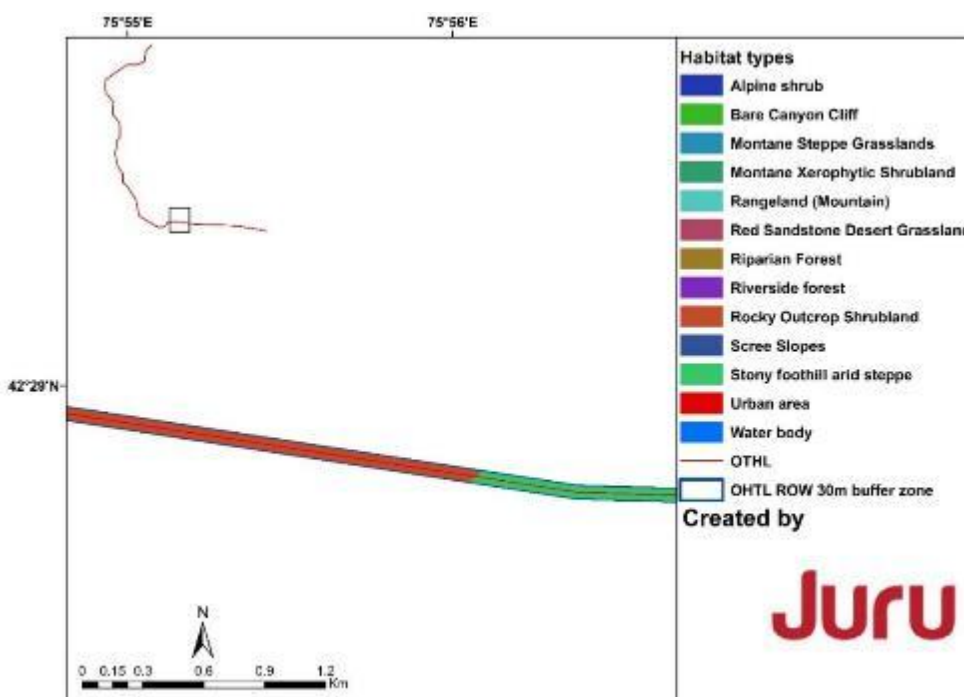 75°55'E
75°56'E
42°29'N
Habitat types
Alpine shrub
Bare Canyon Cliff
Montane Steppe Grasslands
Montane Xerophytic Shrubland
Rangeland (Mountain)
Red Sandstone Desert Grassland
Riparian Forest
Riverside forest
Rocky Outcrop Shrubland
Scree Slopes
Stony foothill arid steppe
Urban area
Water body
OTHL
OHTL ROW 30m buffer zone
Created by
Juru
N
0 0.15 0.3 0.6 0.9 1.2
Km